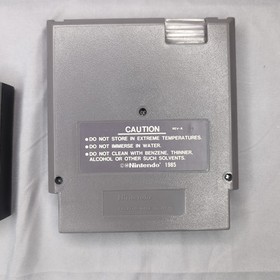 CAUTION
• DO NOT STORE IN EXTREME TEMPERATURES.
• DO NOT IMMERSE IN WATER.
• DO NOT CLEAN WITH BENZENE, THINNER,
ALCOHOL OR OTHER SUCH SOLVENTS.
©®Nintendo 1985